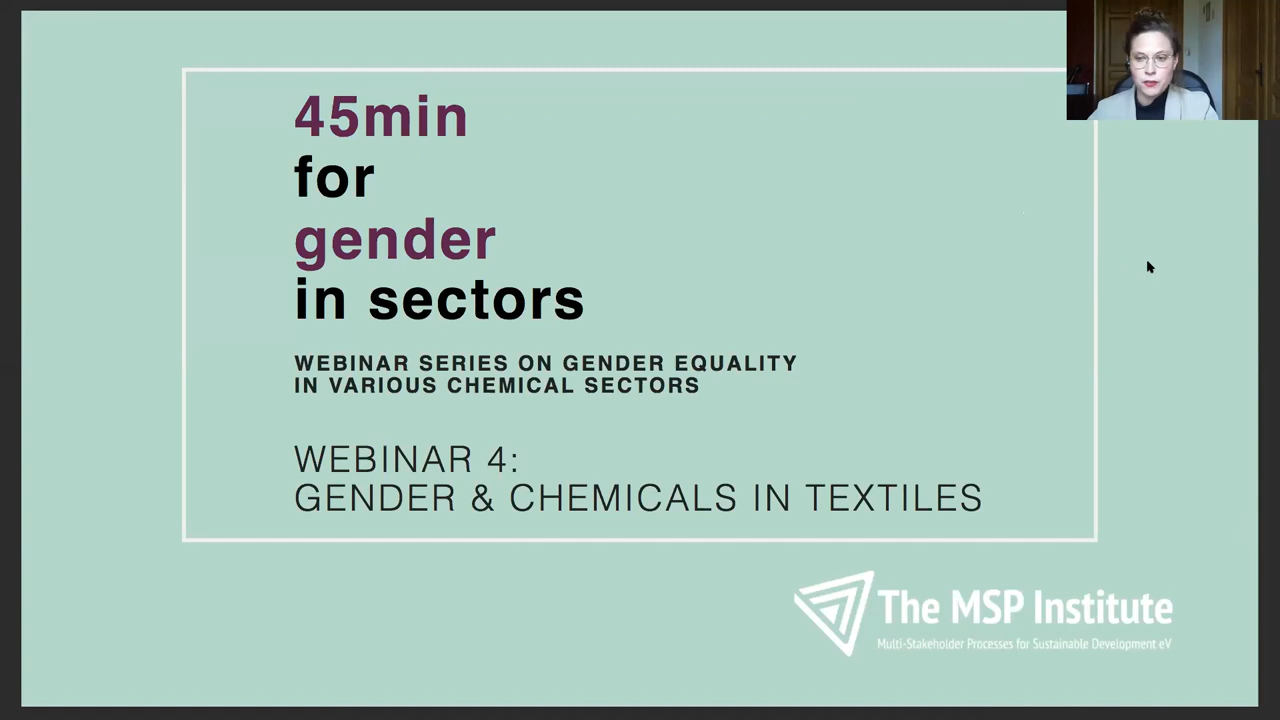 45min
for
gender
in sectors
WEBINAR SERIES ON GENDER EQUALITY
IN VARIOUS CHEMICAL SECTORS
WEBINAR 4:
GENDER & CHEMICALS IN TEXTILES
The MSP Institute
Multi-Stakeholder Processes for Sustainable Development eV